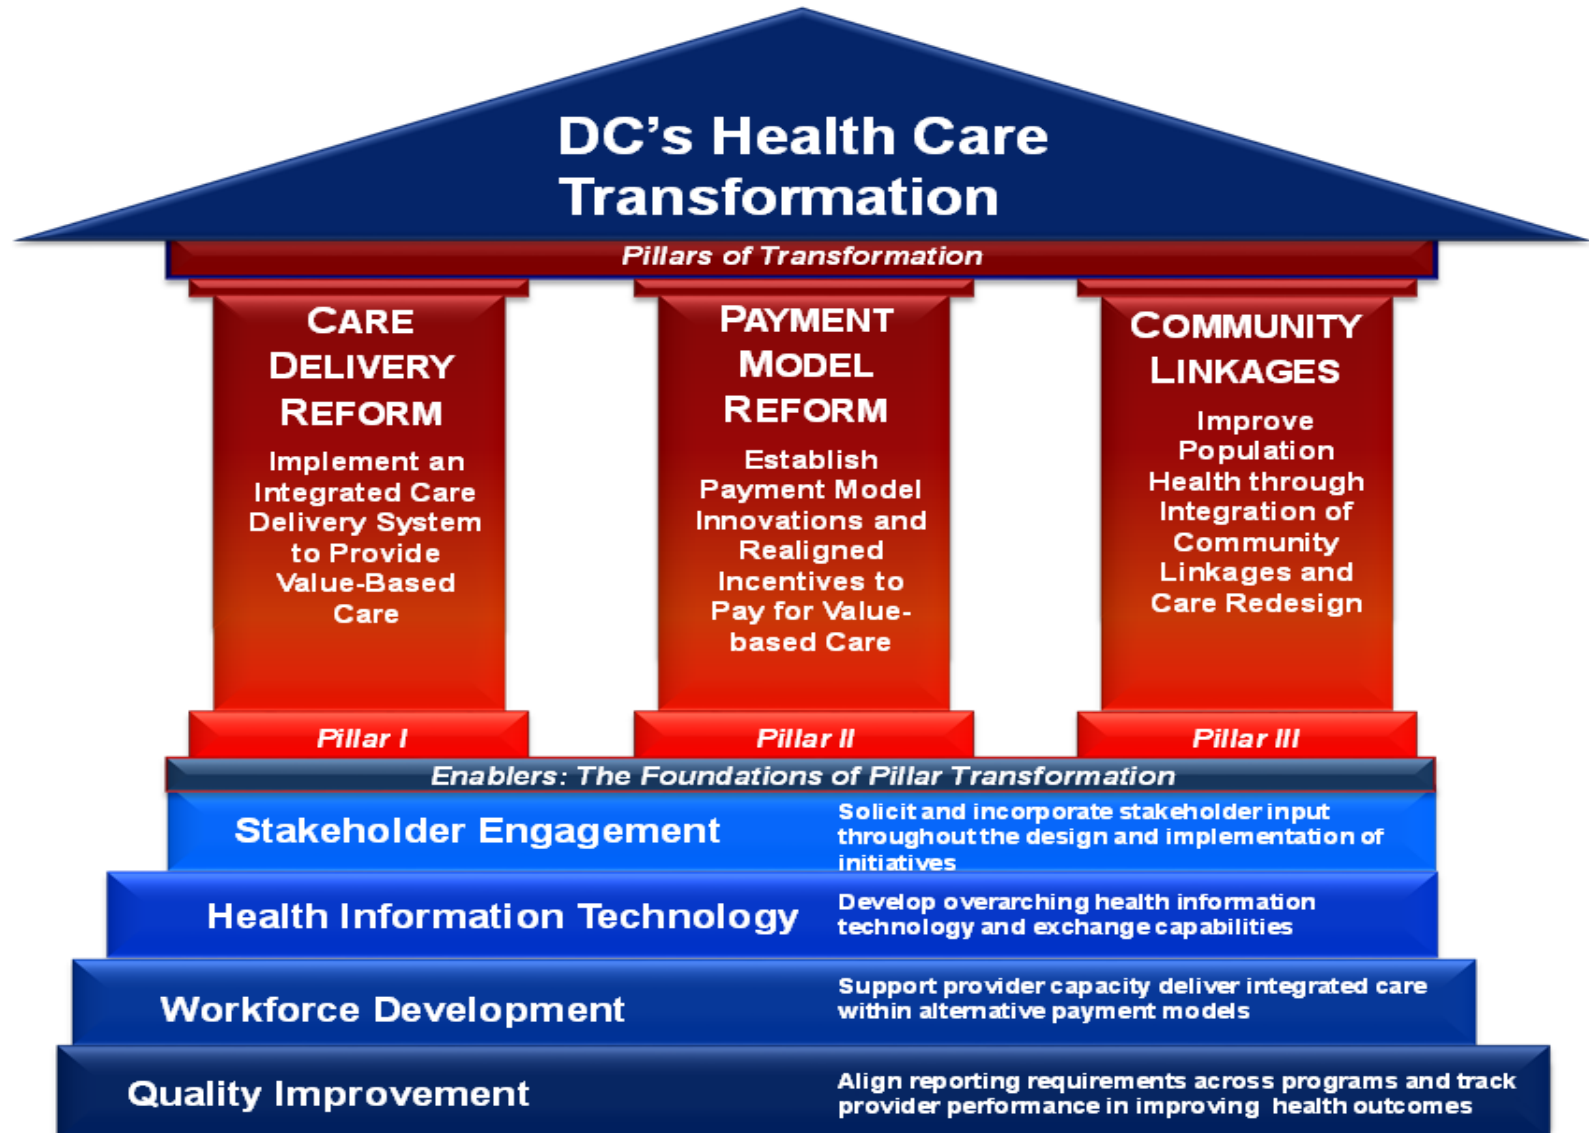 DC’s Health Care
Transformation
Pillars of Transformation
CARE
DELIVERY
REFORM
Implement an
Integrated Care
Delivery System
to Provide
Value-Based
Care
Pillar I
PAYMENT
MODEL
REFORM
Establish
Payment Model
Innovations and
Realigned
Incentives to
Pay for Value-
based Care
Pillar II
COMMUNITY
LINKAGES
Improve
Population
Health through
Integration of
Community
Linkages and
Care Redesign
Pillar III
Enablers: The Foundations of Pillar Transformation
Stakeholder Engagement
Solicit and incorporate stakeholder input
throughout the design and implementation of
initiatives
Health Information Technology
Develop overarching health information
technology and exchange capabilities
Workforce Development
Support provider capacity deliver integrated care
within alternative payment models
Quality Improvement
Align reporting requirements across programs and track
provider performance in improving health outcomes